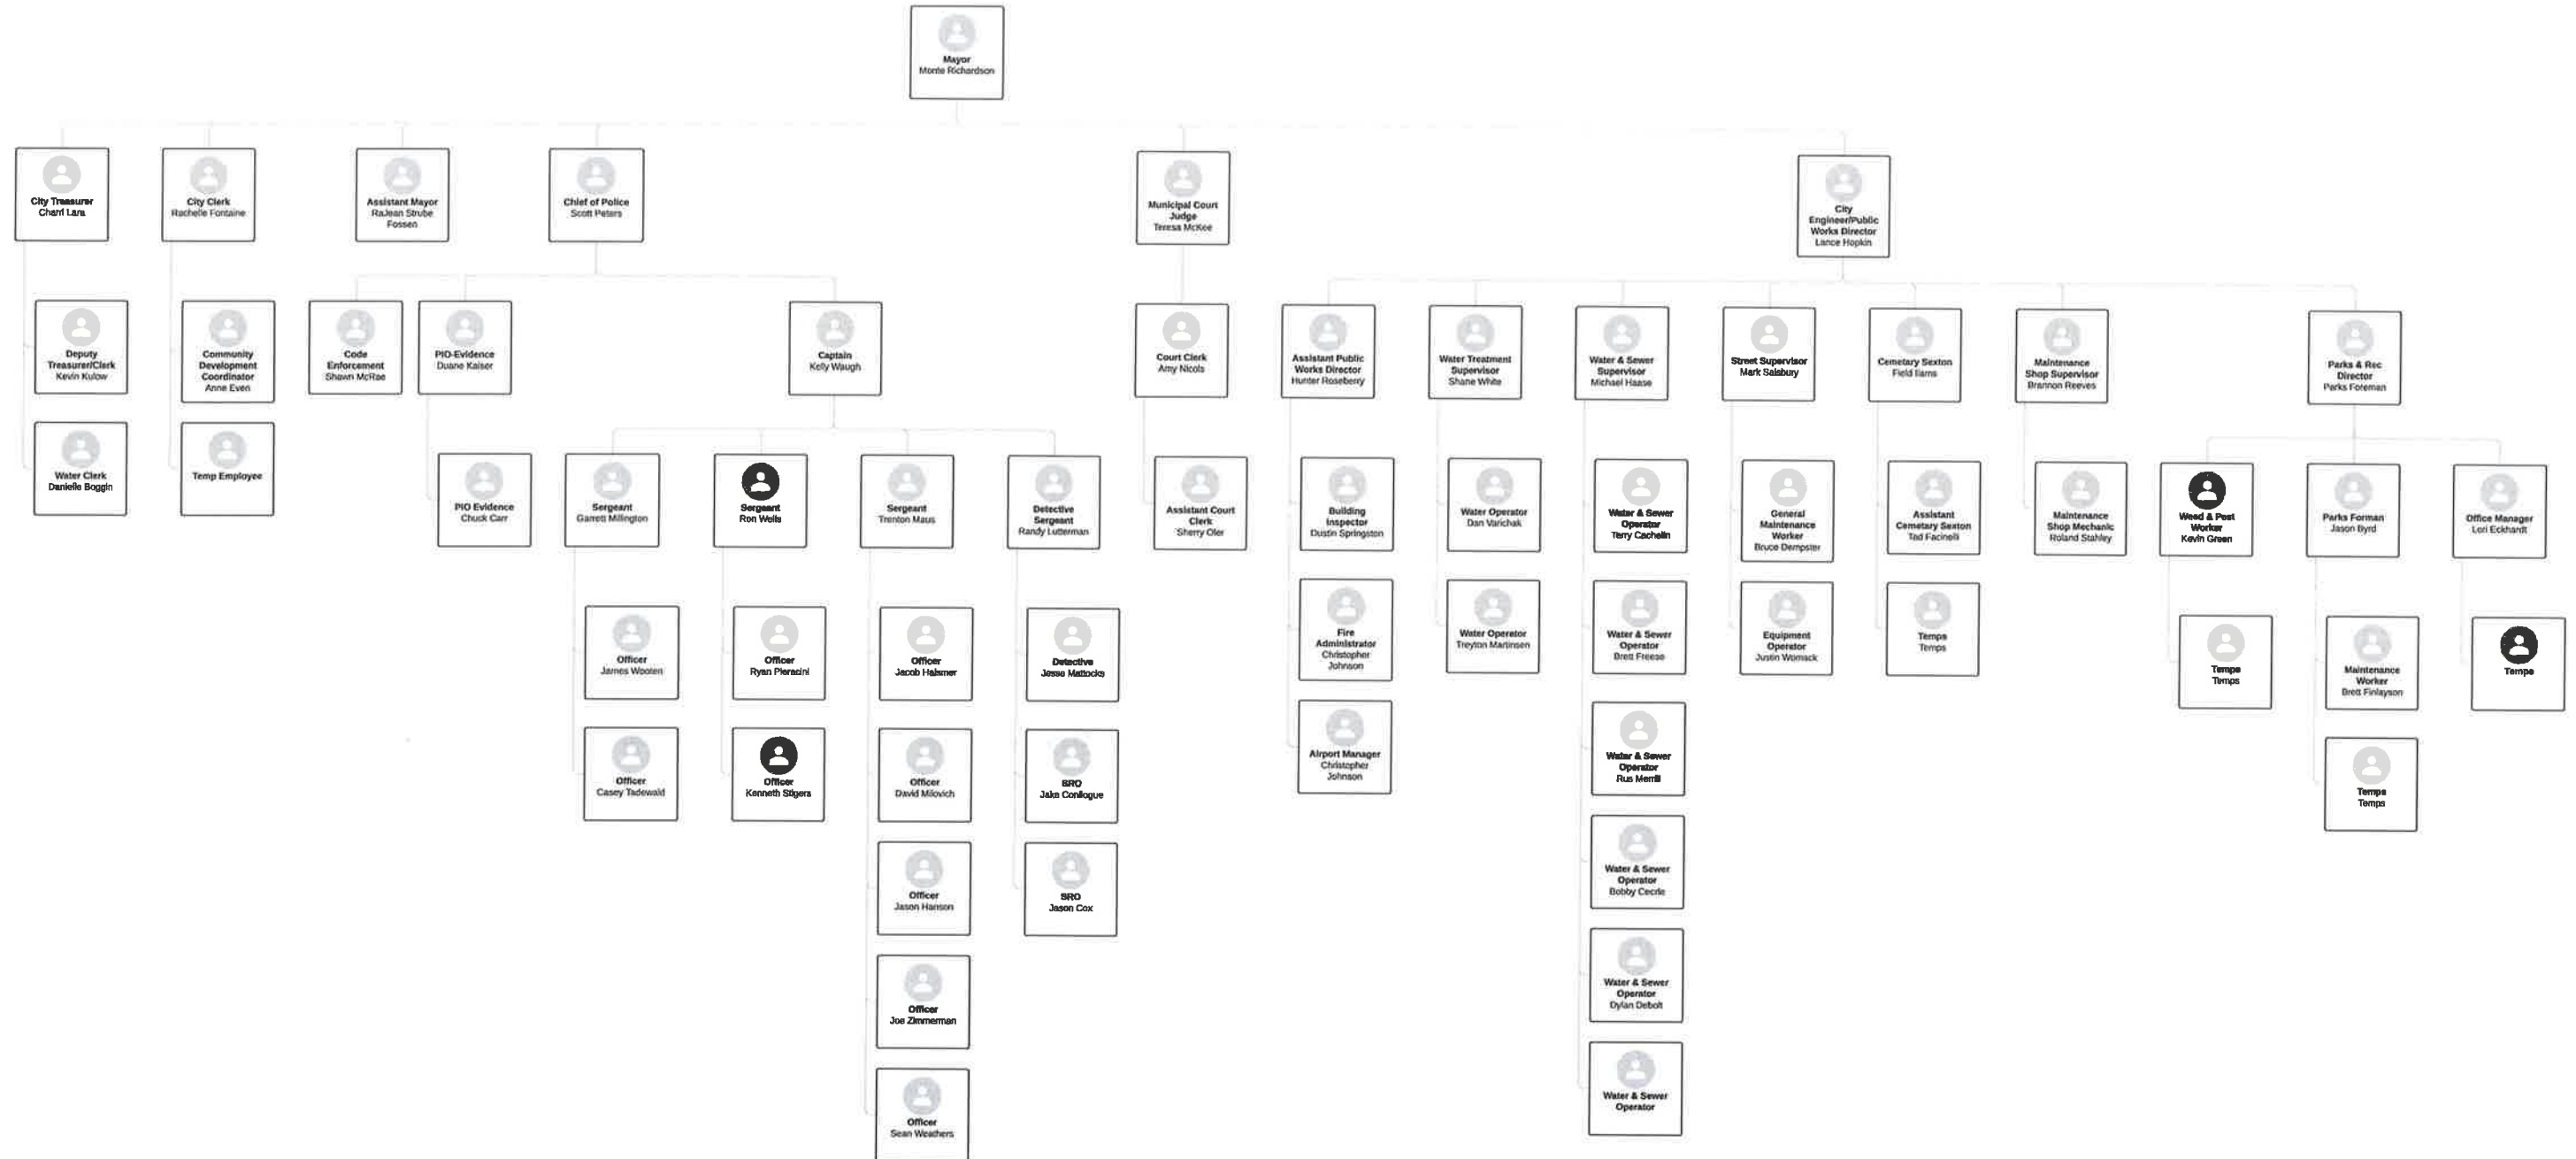 Mayor
Monte Richardson
City Treasurer
Charri Lara
City Clerk
Rachelle Fontaine
Assistant Mayor
RaJean Strube
Fossen
Chief of Police
Scott Peters
Municipal Court
Judge
Teresa McKee
City
Engineer/Public
Works Director
Lance Hopkin
Deputy
Treasurer/Clerk
Kevin Kulow
Community
Development
Coordinator
Anne Even
Code
Enforcement
Shawn McRae
PIO-Evidence
Duane Kaiser
Captain
Kelly Waugh
Court Clerk
Amy Nicols
Assistant Public
Works Director
Hunter Roseberry
Water Treatment
Supervisor
Shane White
Water & Sewer
Supervisor
Michael Haase
Street Supervisor
Mark Salsbury
Cemetary Sexton
Field
Maintenance
Shop Supervisor
Brannon Reeves
Parks & Rec
Director
Parks Foreman
Water Clerk
Danielle Boggin
Temp Employee
PIO Evidence
Chuck Carr
Sergeant
Garrett Millington
Sergeant
Ron Wells
Sergeant
Trenton Maus
Detective
Sergeant
Randy Lutterman
Assistant Court
Clerk
Sherry Oler
Building
Inspector
Dustin Springston
Water Operator
Dan Varichak
Water & Sewer
Operator
Terry Cachelin
General
Maintenance
Worker
Bruce Dempster
Assistant
Cemetary Sexton
Tad Facinelli
Maintenance
Shop Mechanic
Roland Stahley
Weed & Pest
Worker
Kevin Green
Parks Forman
Jason Byrd
Office Manager
Lori Eckhardt
Officer
James Wooten
Officer
Ryan Pieracini
Officer
Jacob Halsmer
Detective
Jesse Mattocks
Fire
Administrator
Christopher
Johnson
Water Operator
Treyton Martinsen
Water & Sewer
Operator
Brett Freese
Equipment
Operator
Justin Womack
Temps
Temps
Temps
Temps
Maintenance
Worker
Brett Finlayson
Temps
Officer
Casey Tadewald
Officer
Kenneth Stigers
Officer
David Milovich
SRO
Jake Conilogue
Airport Manager
Christopher
Johnson
Water & Sewer
Operator
Rus Merrill
Temps
Temps
Officer
Jason Hanson
SRO
Jason Cox
Water & Sewer
Operator
Bobby Cecrle
Officer
Joe Zimmerman
Water & Sewer
Operator
Dylan Debolt
Officer
Sean Weathers
Water & Sewer
Operator